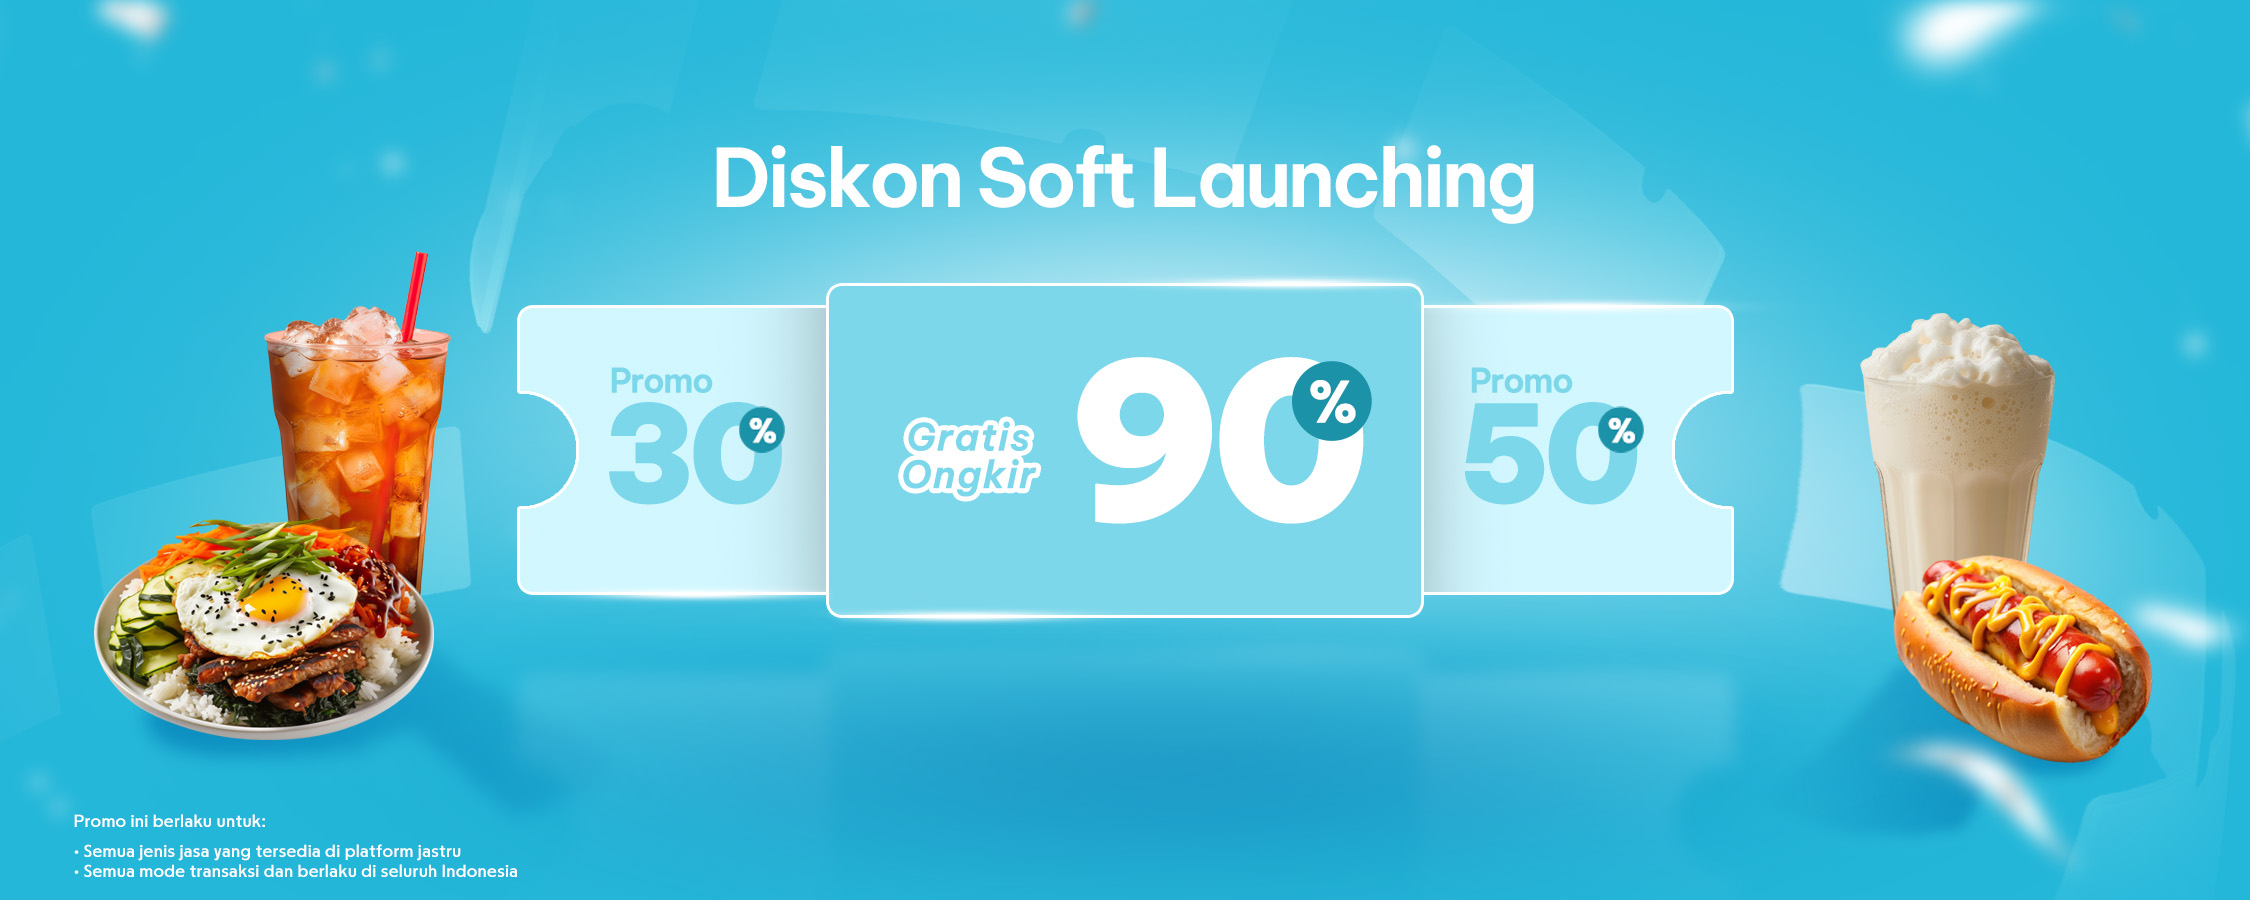 Diskon Soft Launching
Promo
30%
Gratis
Ongkir
90%
Promo
50%
Promo ini berlaku untuk:
• Semua jenis jasa yang tersedia di platform jastru
• Semua mode transaksi dan berlaku di seluruh Indonesia